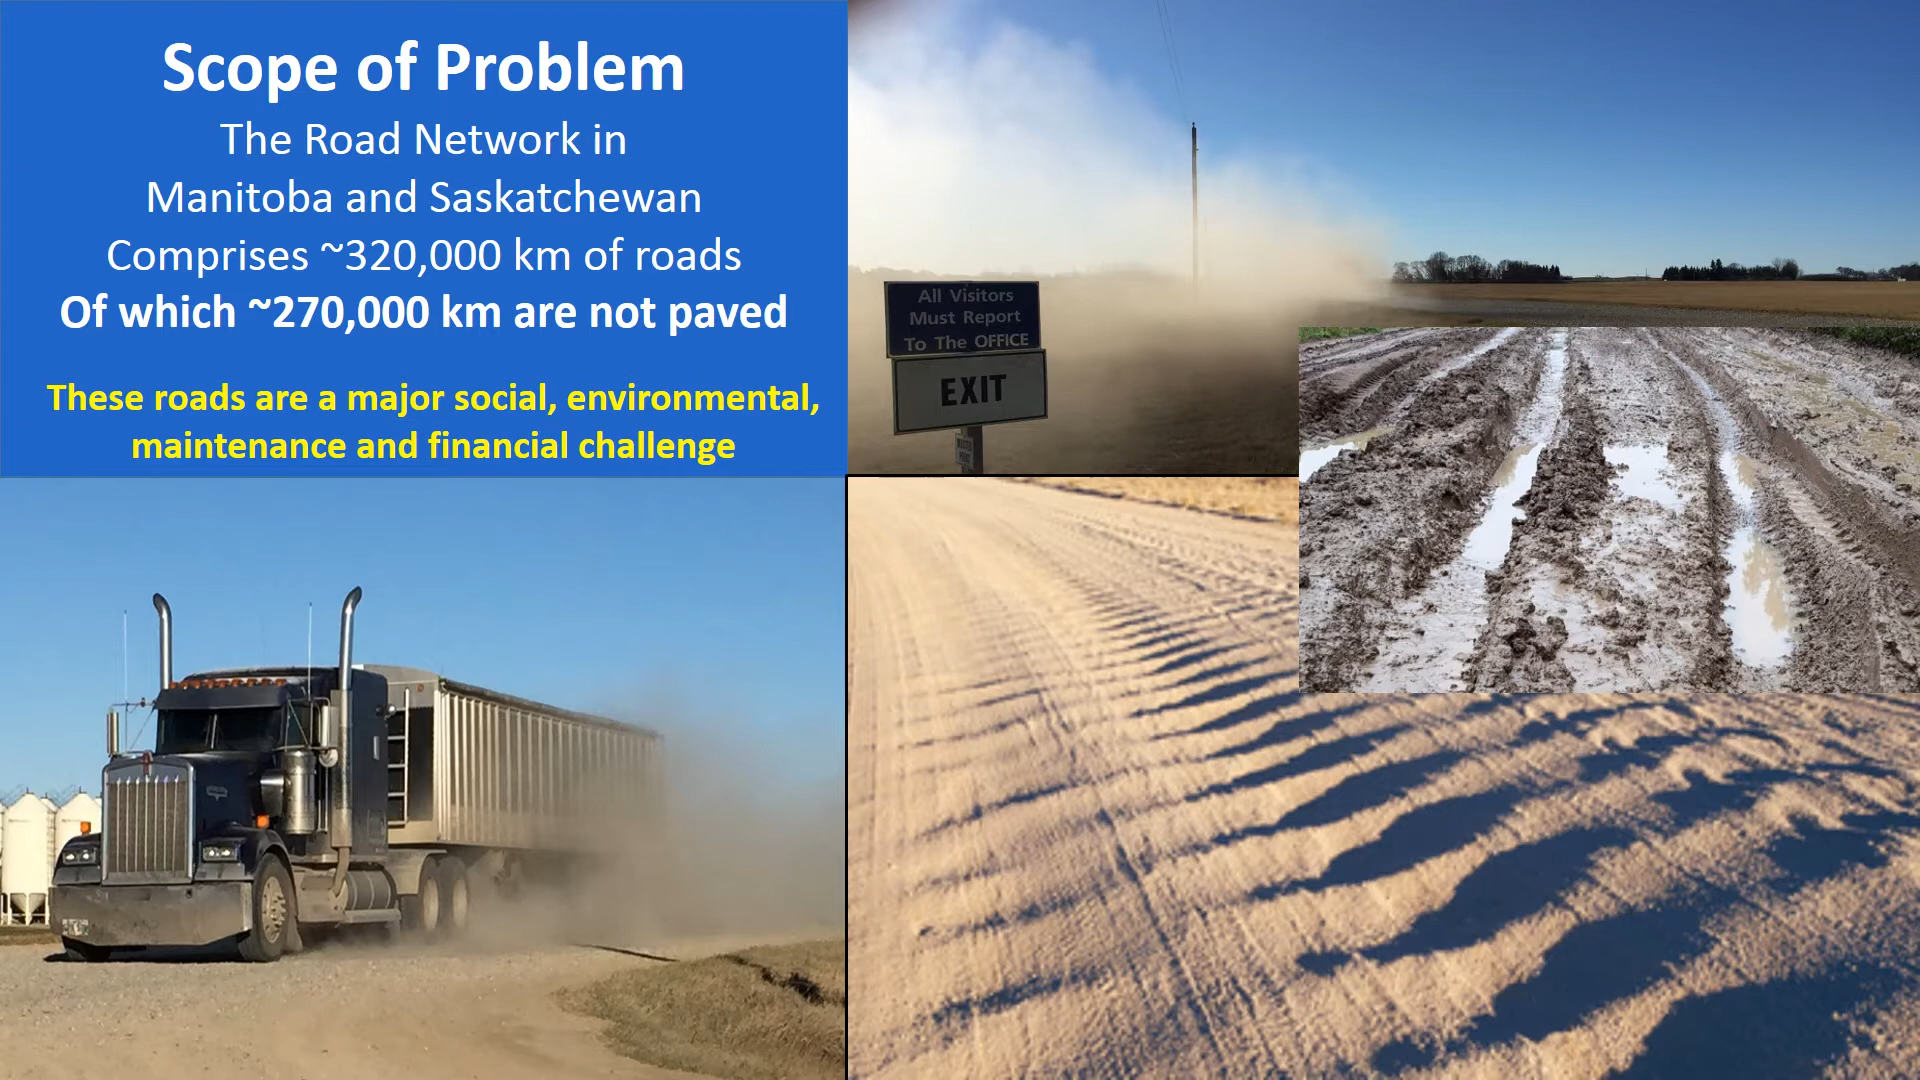 Scope of Problem
The Road Network in
Manitoba and Saskatchewan
Comprises ~320,000 km of roads
Of which ~270,000 km are not paved
These roads are a major social, environmental,
maintenance and financial challenge
All Visitors
Must Report
To The OFFICE
EXIT